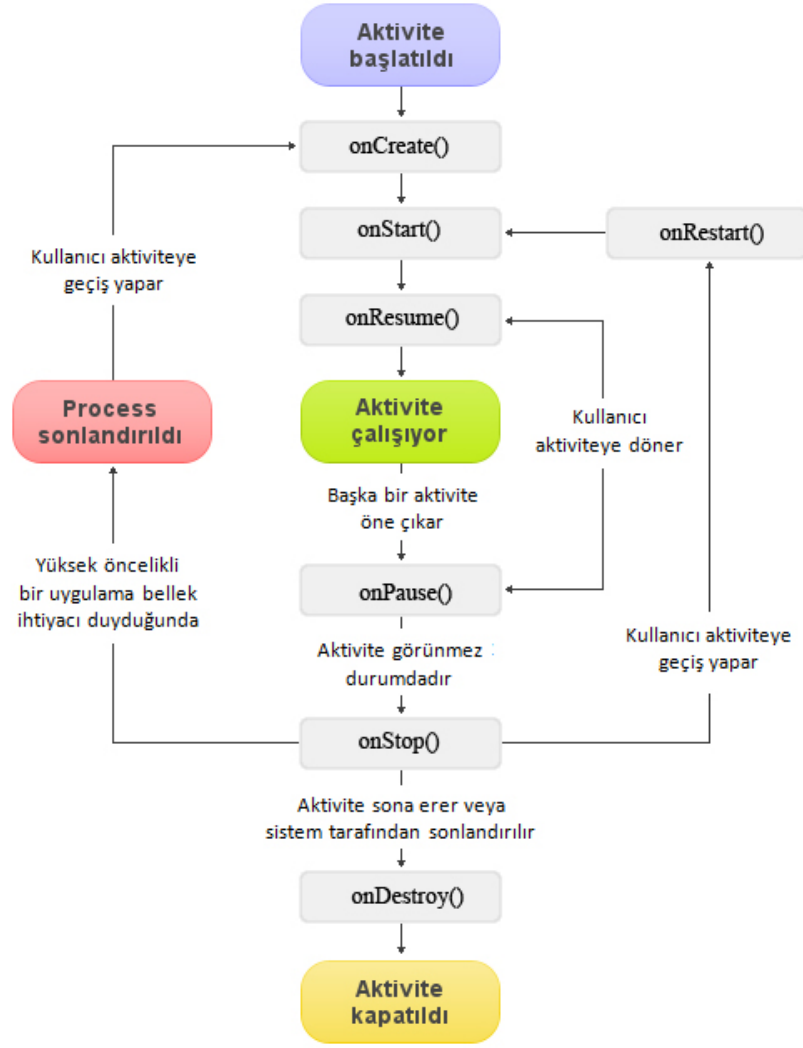 Aktivite
başlatıldı
onCreate()
onStart()
onRestart()
Kullanıcı aktiviteye
geçiş yapar
onResume()
Process
sonlandırıldı
Aktivite
çalışıyor
Kullanıcı
aktiviteye döner
Başka bir aktivite
öne çıkar
Yüksek öncelikli
bir uygulama bellek
ihtiyacı duyduğunda
onPause()
Kullanıcı aktiviteye
geçiş yapar
Aktivite görünmez :
durumdadır
onStop()
Aktivite sona erer veya
sistem tarafından sonlandırılır
onDestroy()
Aktivite
kapatıldı